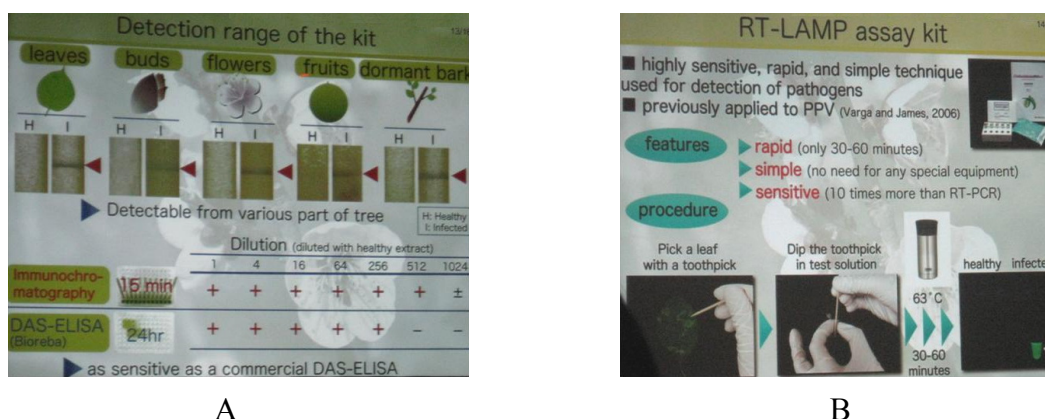 Detection range of the kit
leaves buds flowers fruits dormant bark
H I H I H I H I H I
Detectable from various part of tree
H: Healthy
I: Infected
Dilution (diluted with healthy extract)
1 4 16 64 256 512 1024
Immunochro-
matography
15 min
+ + + + + + ±
DAS-ELISA
(Bioreba)
24hr
+ + + + + − −
as sensitive as a commercial DAS-ELISA
A
RT-LAMP assay kit
14
highly sensitive, rapid, and simple technique
used for detection of pathogens
previously applied to PPV (Varga and James, 2006)
features
rapid (only 30-60 minutes)
simple (no need for any special equipment)
sensitive (10 times more than RT-PCR)
procedure
Pick a leaf
with a toothpick
Dip the toothpick
in test solution
63°C
30-60
minutes
healthy infecte
B